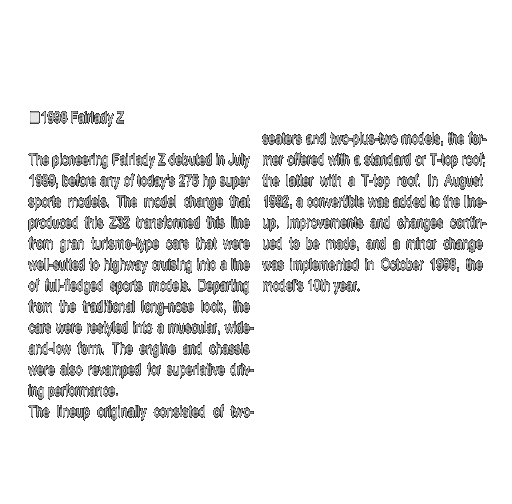 ■1998 Fairlady Z
The pioneering Fairlady Z debuted in July
1989, before any of today's 276 hp super
sports models. The model change that
produced this Z32 transformed this line
from gran turismo-type cars that were
well-suited to highway cruising into a line
of full-fledged sports models. Departing
from the traditional long-nose look, the
cars were restyled into a muscular, wide-
and-low form. The engine and chassis
were also revamped for superlative driv-
ing performance.
The lineup originally consisted of two-
seaters and two-plus-two models, the for-
mer offered with a standard or T-top roof;
the latter with a T-top roof. In August
1992, a convertible was added to the line-
up. Improvements and changes contin-
ued to be made, and a minor change
was implemented in October 1998, the
model's 10th year.